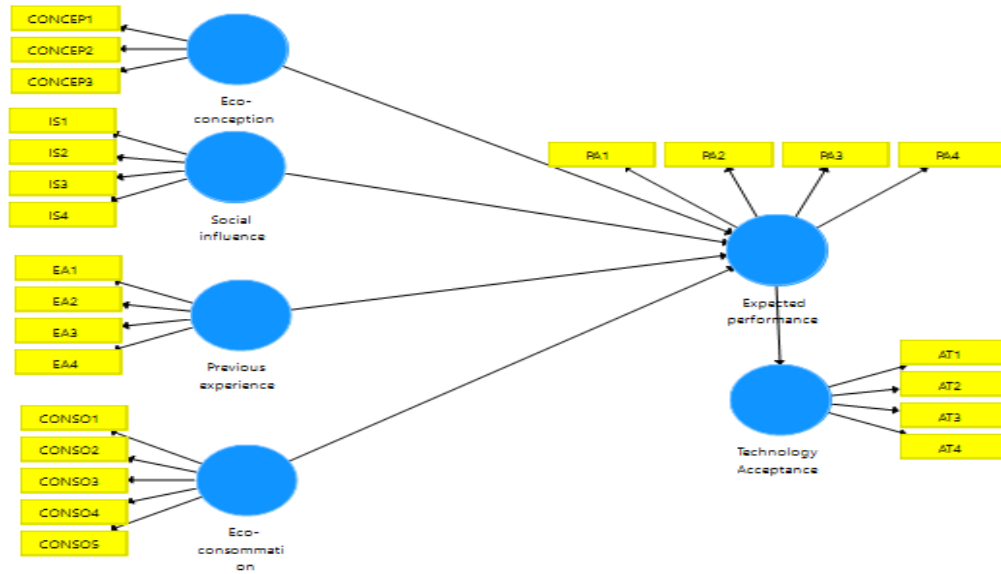 CONCEP1
CONCEP2
CONCEP3
Eco-
conception
IS1
IS2
IS3
IS4
Social
influence
EA1
EA2
EA3
EA4
Previous
experience
CONSO1
CONSO2
CONSO3
CONSO4
CONSO5
Eco-
consommati
on
PA1
PA2
PA3
PA4
Expected
performance
AT1
AT2
AT3
AT4
Technology
Acceptance